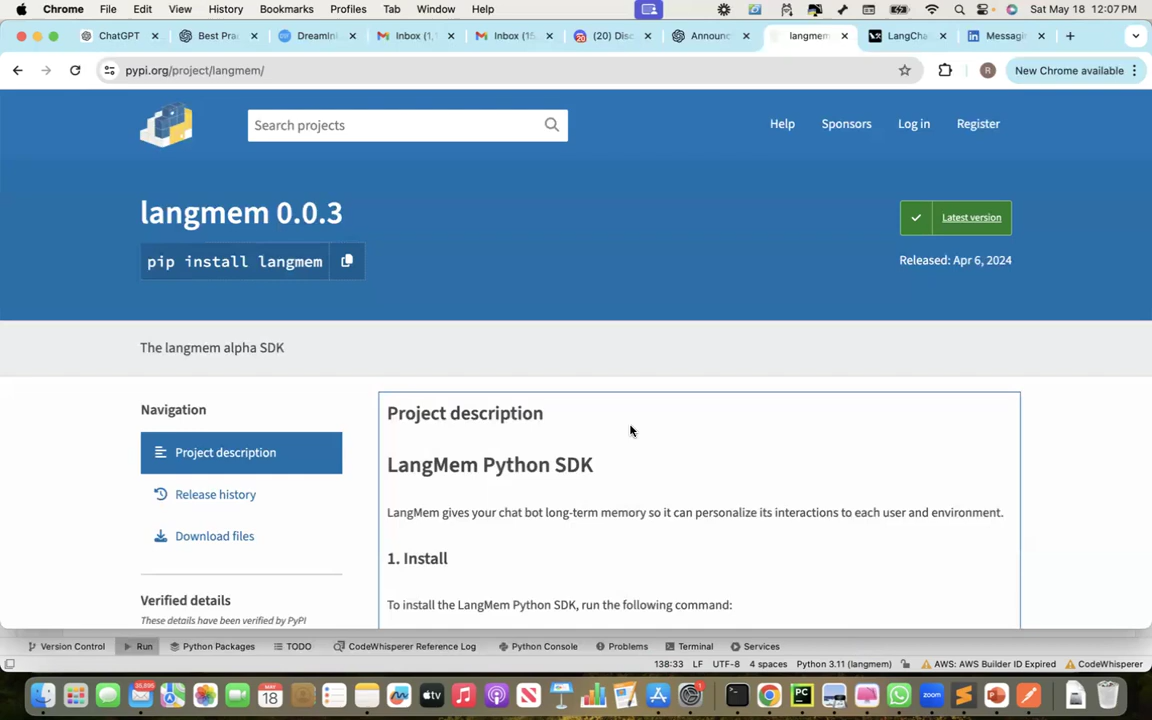 Chrome File Edit View History Bookmarks Profiles Tab Window Help Sat May 18 12:07 PM
ChatGPT Best Pra DreamIn Inbox (1, Inbox (15, (20) Disc Announc langmem LangCha Messagi
pypi.org/project/langmem/ R New Chrome available
Search projects Help Sponsors Log in Register
langmem 0.0.3
Latest version
pip install langmem
Released: Apr 6, 2024
The langmem alpha SDK
Navigation
Project description
Release history
Download files
Verified details
These details have been verified by PyPI
Project description
LangMem Python SDK
LangMem gives your chat bot long-term memory so it can personalize its interactions to each user and environment.
1. Install
To install the LangMem Python SDK, run the following command:
Version Control Run Python Packages TODO CodeWhisperer Reference Log Python Console Problems Terminal Services
138:33 LF UTF-8 4 spaces Python 3.11 (langmem) AWS: AWS Builder ID Expired CodeWhisperer